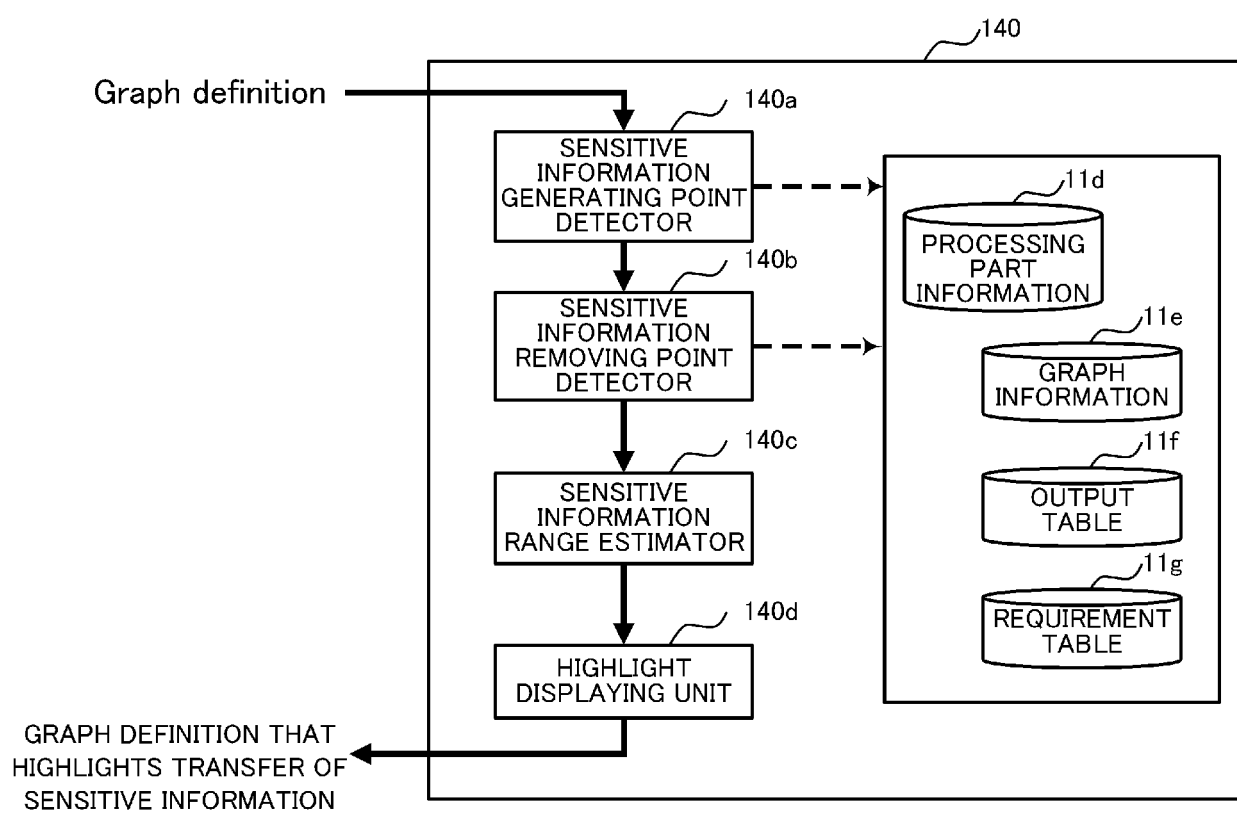 140
Graph definition
140a
SENSITIVE
INFORMATION
GENERATING POINT
DETECTOR
140b
SENSITIVE
INFORMATION
REMOVING POINT
DETECTOR
140c
SENSITIVE
INFORMATION
RANGE ESTIMATOR
140d
HIGHLIGHT
DISPLAYING UNIT
GRAPH DEFINITION THAT
HIGHLIGHTS TRANSFER OF
SENSITIVE INFORMATION
11d
PROCESSING
PART
INFORMATION
11e
GRAPH
INFORMATION
11f
OUTPUT
TABLE
11g
REQUIREMENT
TABLE